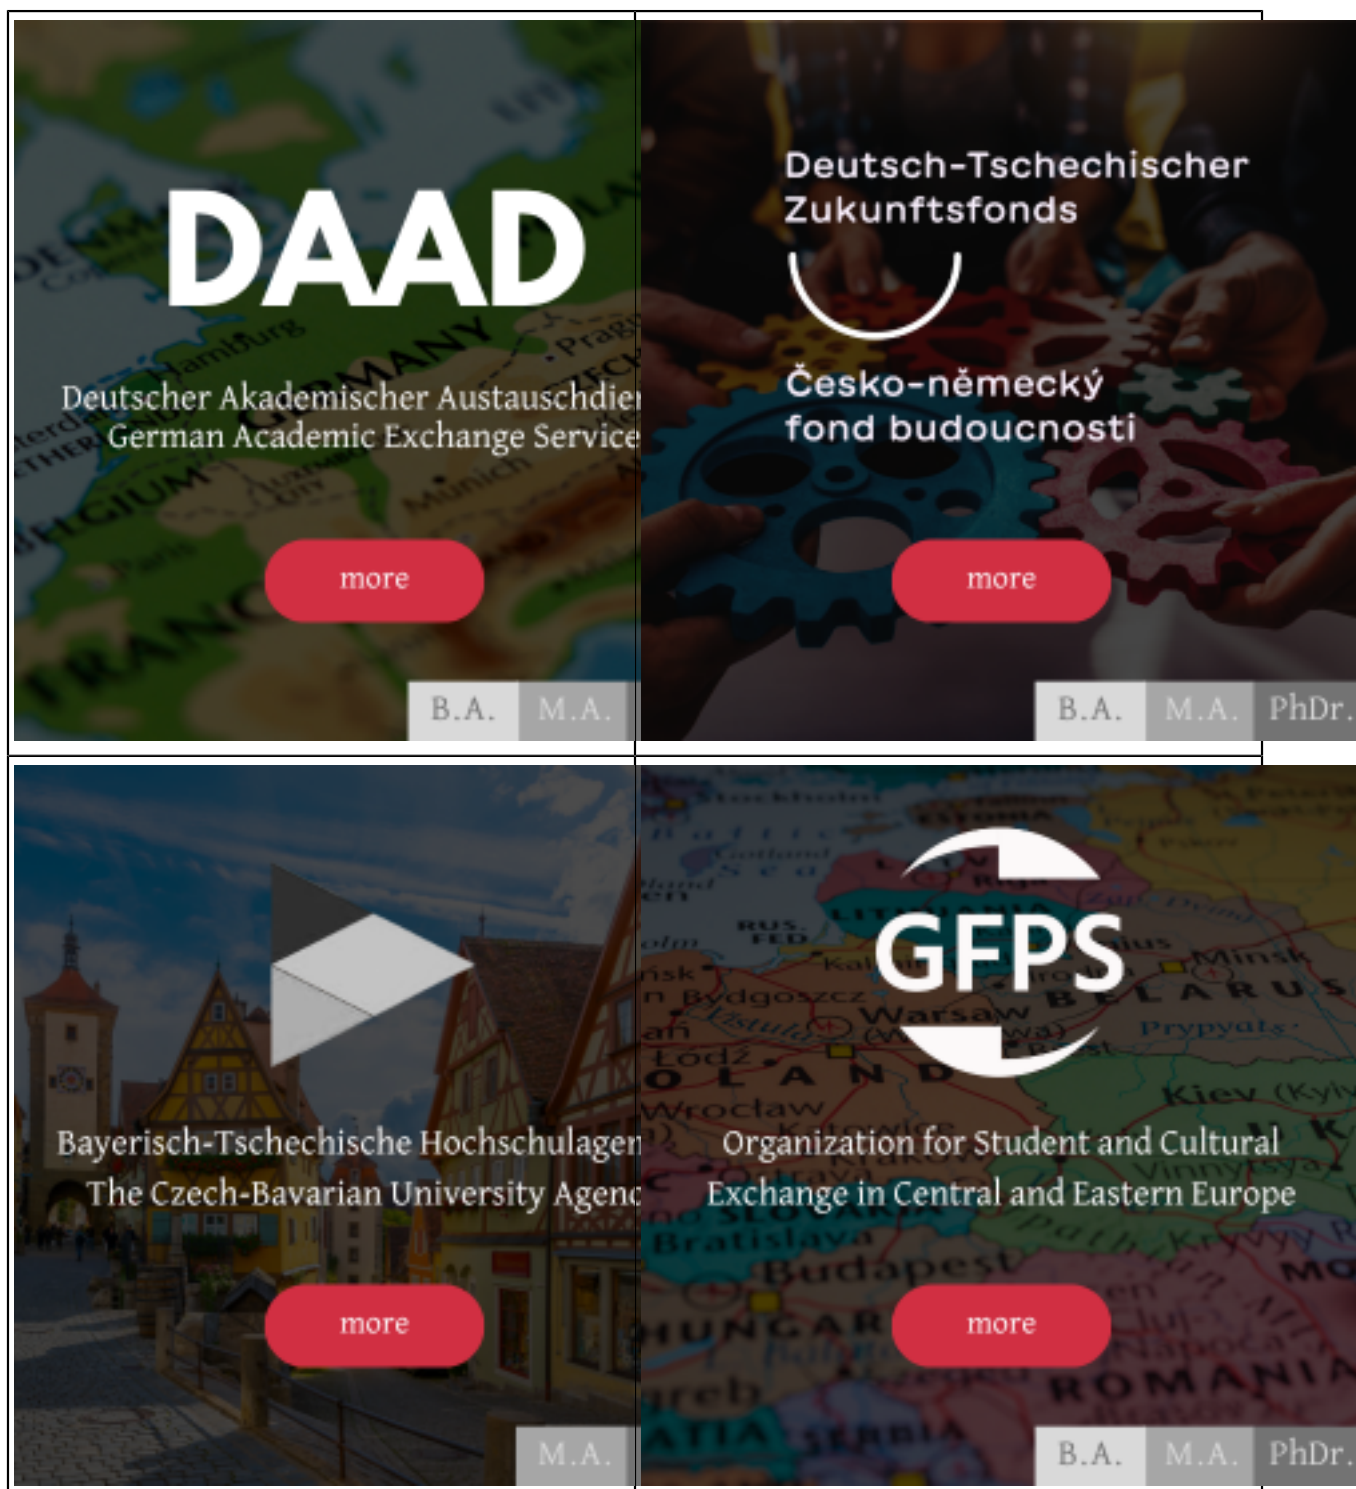 DAAD
Deutscher Akademischer Austauschdie
German Academic Exchange Service
more
B.A. M.A.
Deutsch-Tschechischer
Zukunftsfonds
Česko-německý
fond budoucnosti
more
B.A. M.A. PhDr.
Bayerisch-Tschechische Hochschulagen
The Czech-Bavarian University Agenc
more
M.A.
GFPS
Organization for Student and Cultural
Exchange in Central and Eastern Europe
more
B.A. M.A. PhDr.